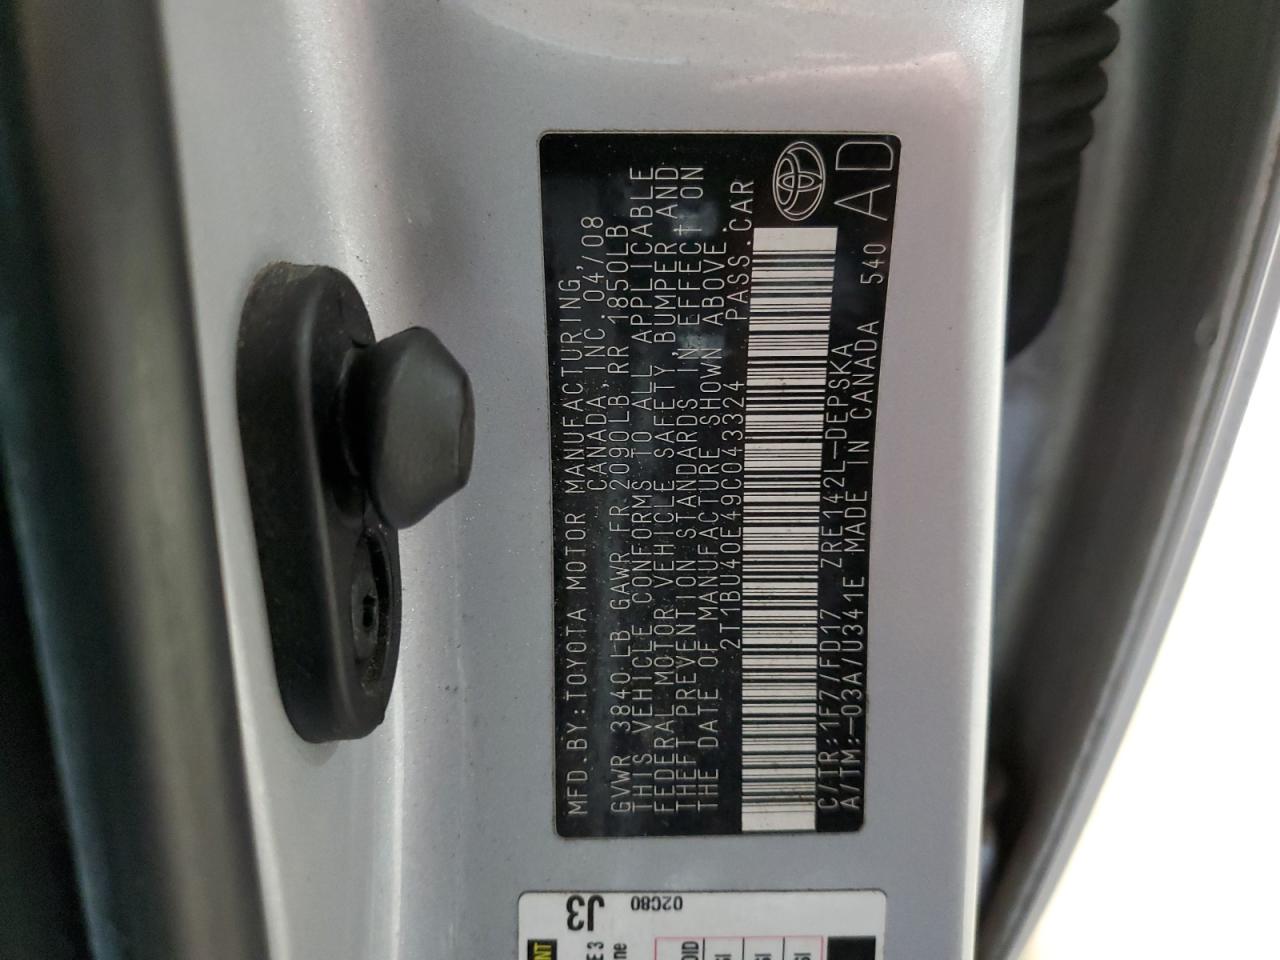 MFD.BY:TOYOTA MOTOR MANUFACTURING,
CANADA,INC. 04/08
GVWR 3840 LB GAWR FR 2090LB,RR 1850LB
THIS VEHICLE CONFORMS TO ALL APPLICABLE
FEDERAL MOTOR VEHICLE SAFETY,BUMPER,AND
THEFT PREVENTION STANDARDS IN EFFECT ON
THE DATE OF MANUFACTURE SHOWN ABOVE.
2T1BU40E49C043324 PASS.CAR
C/TR:1F7/FD17 ZRE142L-DEPSKA
A/TM:-03A/U341E MADE IN CANADA 540
AD
J3
02C80